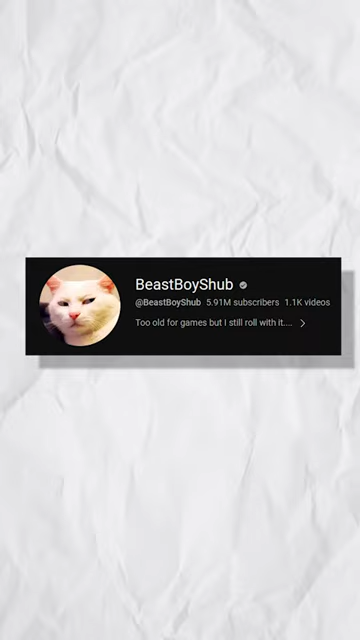 BeastBoyShub
@BeastBoyShub 5.91M subscribers 1.1K videos
Too old for games but I still roll with it....